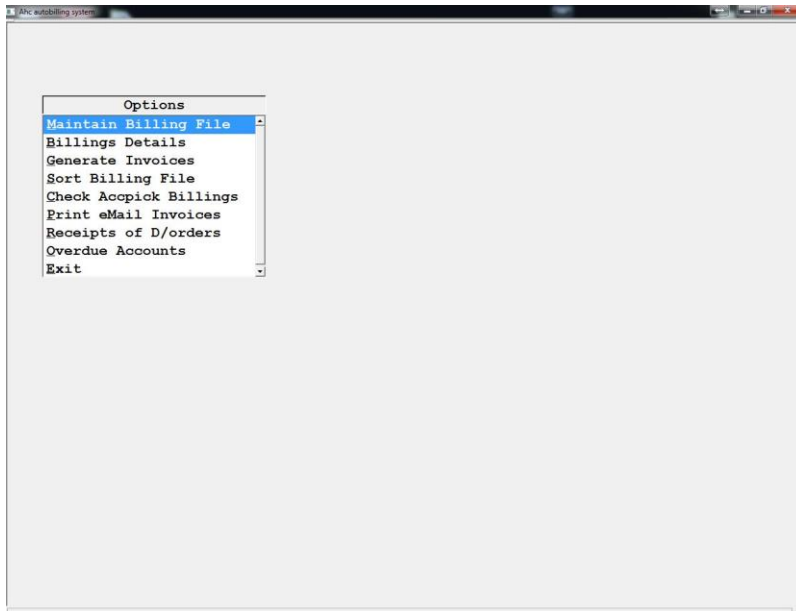 Ahc autobilling system
Options
Maintain Billing File
Billings Details
Generate Invoices
Sort Billing File
Check Accpick Billings
Print eMail Invoices
Receipts of D/orders
Overdue Accounts
Exit